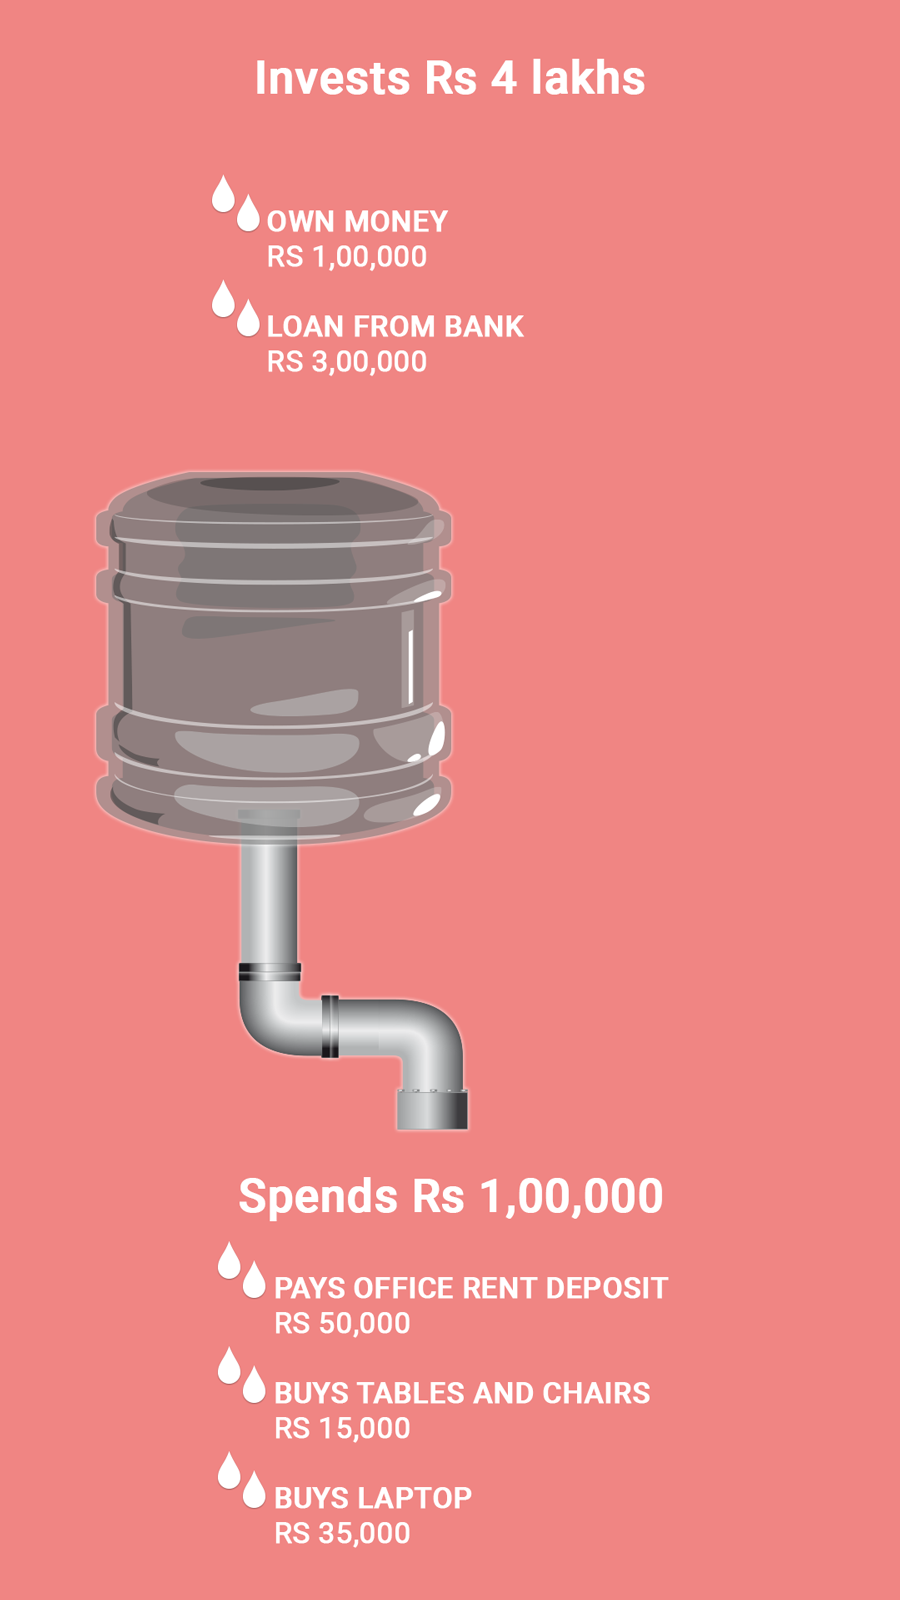 Invests Rs 4 lakhs
OWN MONEY
RS 1,00,000
LOAN FROM BANK
RS 3,00,000
Spends Rs 1,00,000
PAYS OFFICE RENT DEPOSIT
RS 50,000
BUYS TABLES AND CHAIRS
RS 15,000
BUYS LAPTOP
RS 35,000